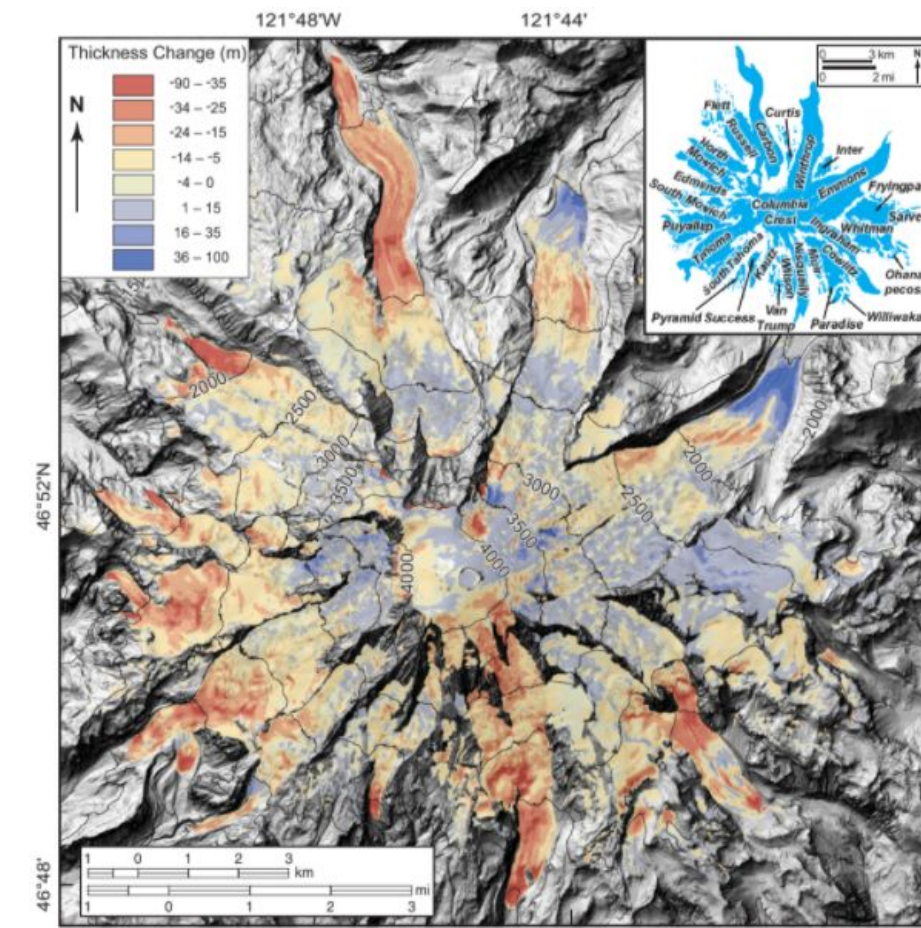 121°48'W 121°44'
Thickness Change (m)
-90 – -35
-34 – -25
-24 – -15
-14 – -5
-4 – 0
1 – 15
16 – 35
36 – 100
N
0 3 km
0 2 mi
N
Flett
Curtis
Russell
Carbon
Winthrop
Inter
North
Mowich
Edmunds
South Mowich
Emmons
Fryingpa
Columbia
Crest
Sarve
Puyallup
Ingraham
Whitman
Tahoma
South Tahoma
Kautz
Wilson
Nisqually
Muir
Cowlitz
Ohana
pecos
Pyramid
Success
Van
Trump
Paradise
Williwaka
2000
2500
3000
3500
4000
3000
3500
4000
2500
2000
2000
46°52'N
46°48'
1 0 1 2 3
km
mi
1 0 1 2 3